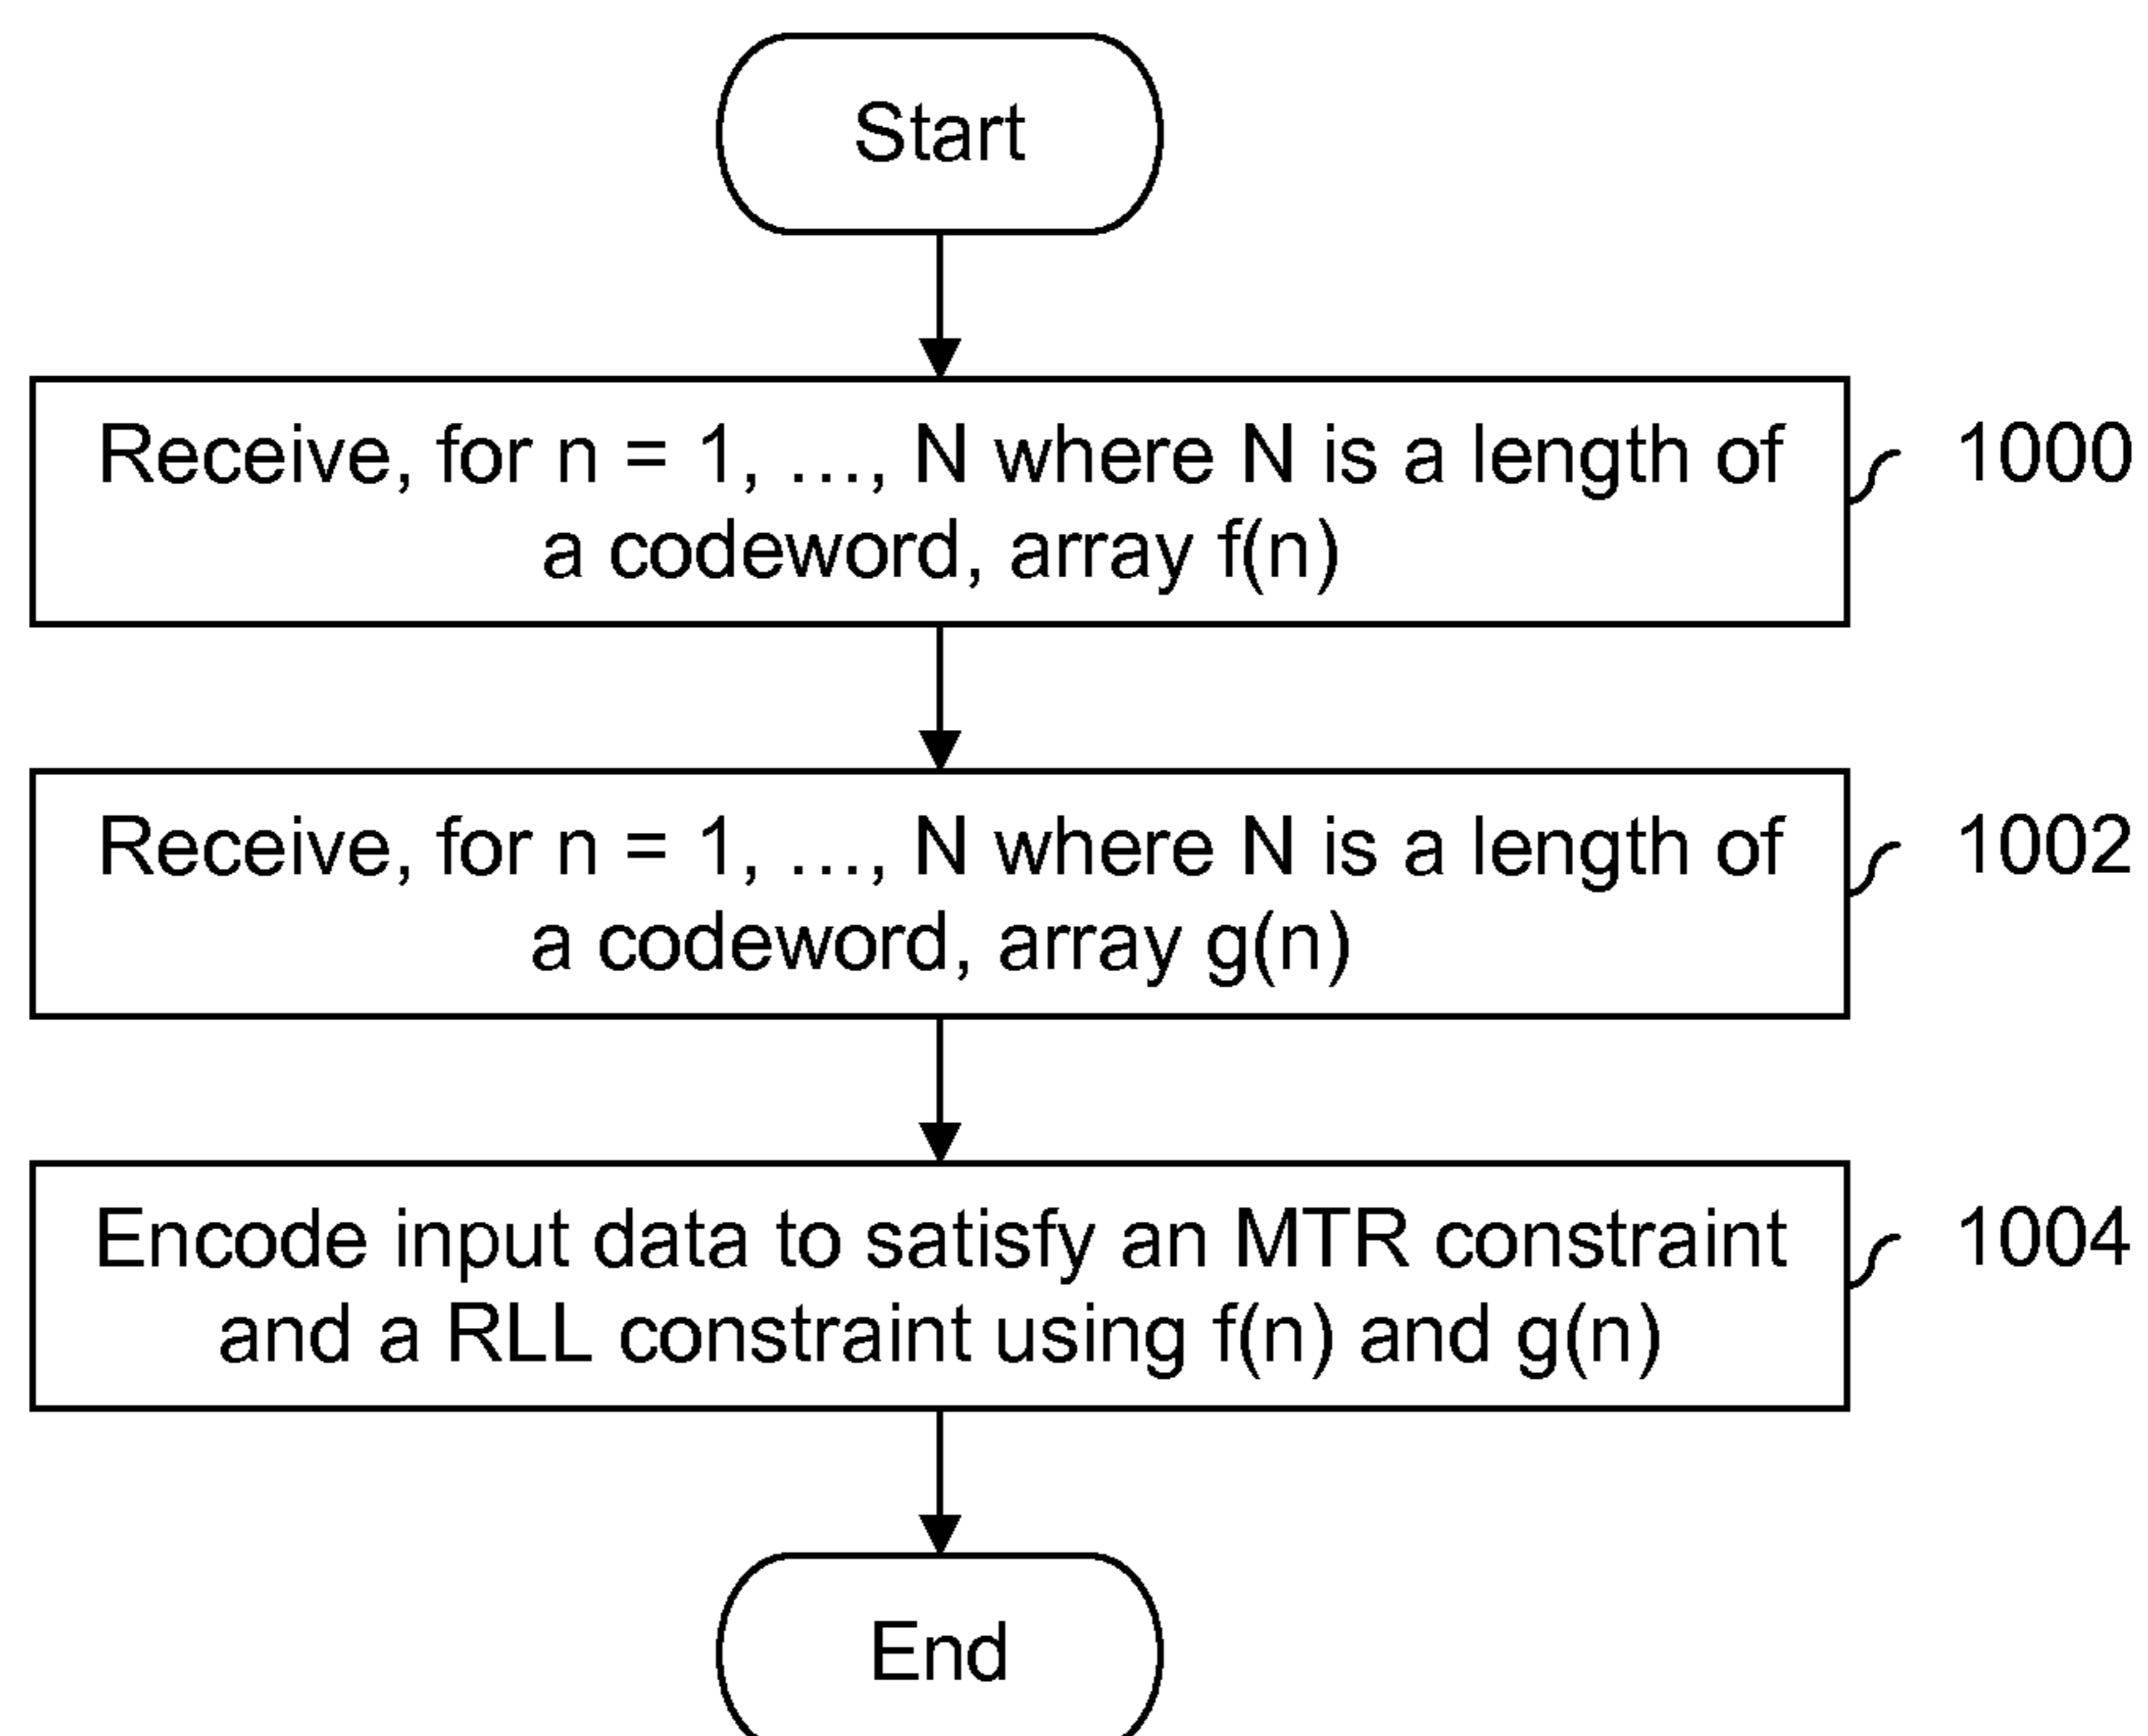 Start
Receive, for n = 1, ..., N where N is a length of
a codeword, array f(n)
1000
Receive, for n = 1, ..., N where N is a length of
a codeword, array g(n)
1002
Encode input data to satisfy an MTR constraint
and a RLL constraint using f(n) and g(n)
1004
End